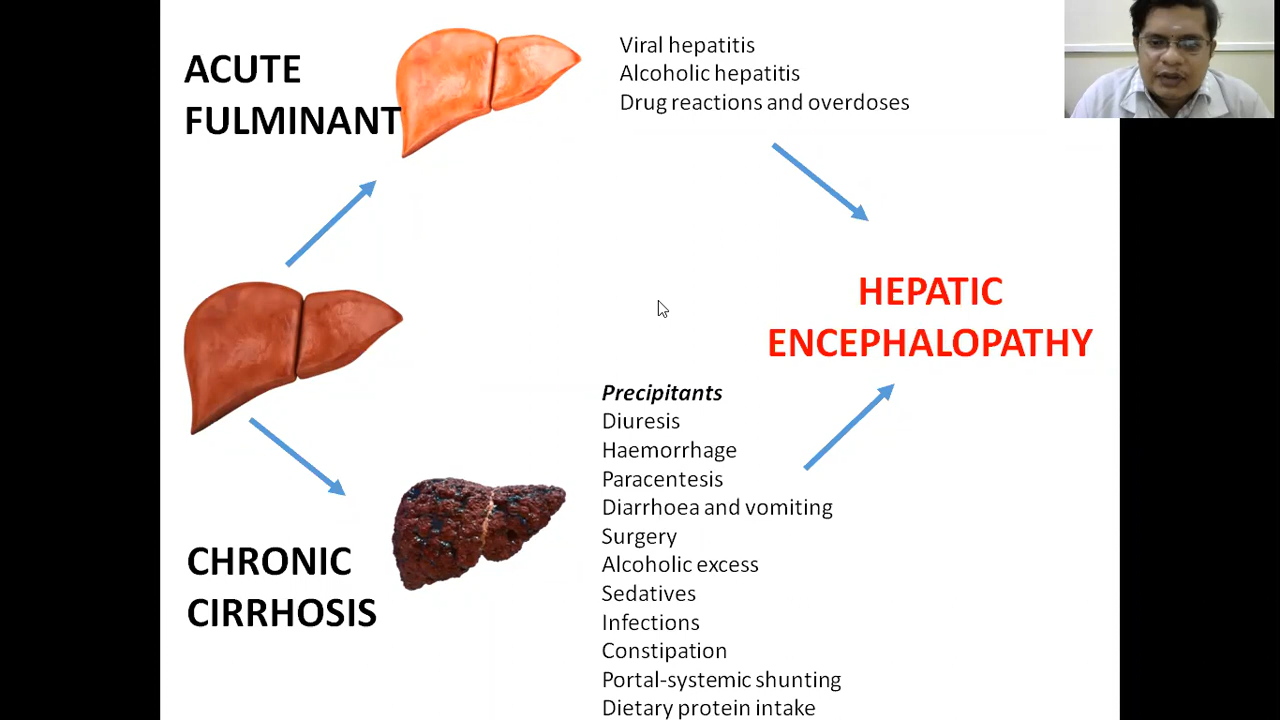 ACUTE
FULMINANT
Viral hepatitis
Alcoholic hepatitis
Drug reactions and overdoses
HEPATIC
ENCEPHALOPATHY
CHRONIC
CIRRHOSIS
Precipitants
Diuresis
Haemorrhage
Paracentesis
Diarrhoea and vomiting
Surgery
Alcoholic excess
Sedatives
Infections
Constipation
Portal-systemic shunting
Dietary protein intake